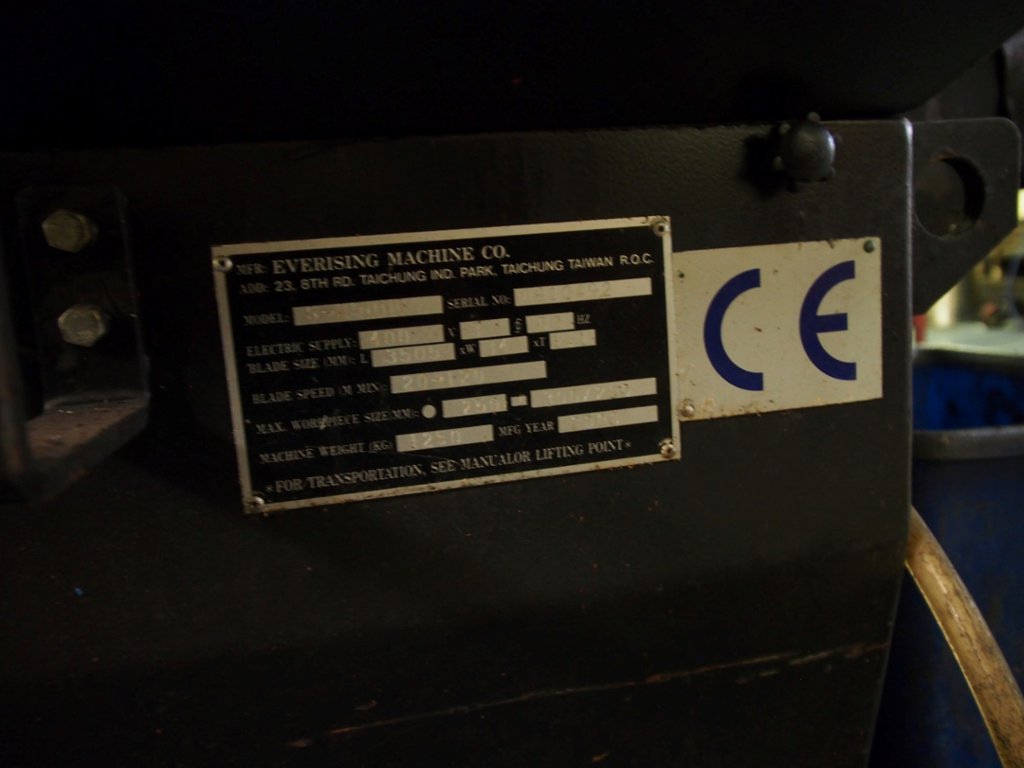 MFR: EVERISING MACHINE CO.
ADD: 23. 8TH RD. TAICHUNG IND. PARK, TAICHUNG TAIWAN R.O.C.
MODEL: SERIAL NO:
ELECTRIC SUPPLY: 400 V HZ
BLADE SIZE (MM): L 3505 xW xT
BLADE SPEED (M MIN): 20-120
MAX. WORKPIECE SIZE(MM): 250
MACHINE WEIGHT (KG) 1250 MFG YEAR
*FOR TRANSPORTATION, SEE MANUALOR LIFTING POINT*
CE